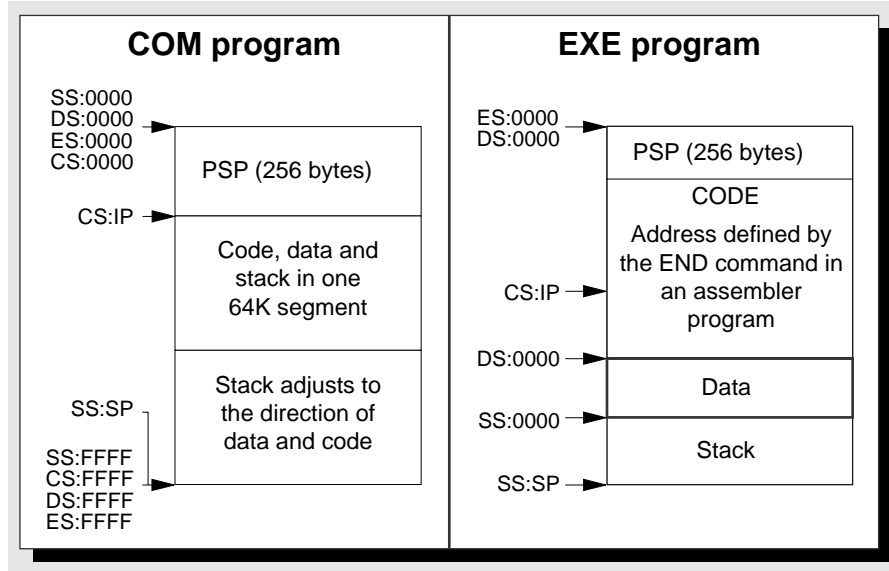 COM program
SS:0000
DS:0000
ES:0000
CS:0000
PSP (256 bytes)
CS:IP
Code, data and
stack in one
64K segment
Stack adjusts to
the direction of
data and code
SS:SP
SS:FFFF
CS:FFFF
DS:FFFF
ES:FFFF
EXE program
ES:0000
DS:0000
PSP (256 bytes)
CODE
Address defined by
the END command in
an assembler
program
CS:IP
DS:0000
Data
SS:0000
Stack
SS:SP